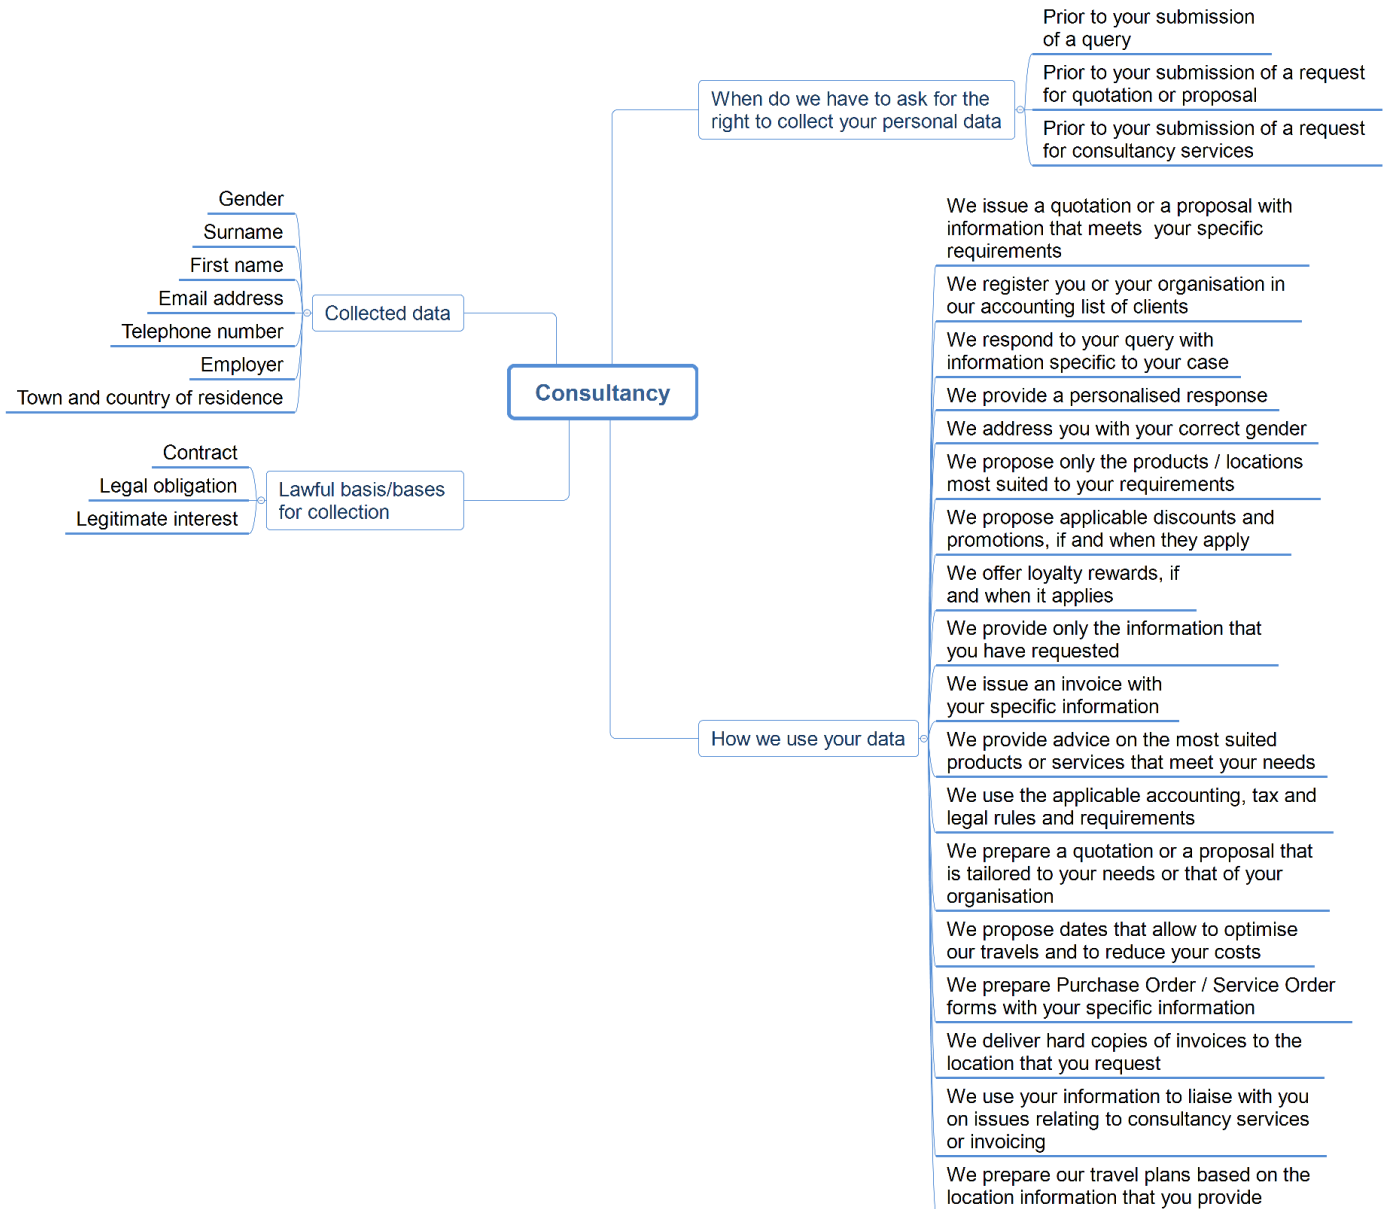 Prior to your submission
of a query
When do we have to ask for the
right to collect your personal data
Prior to your submission of a request
for quotation or proposal
Prior to your submission of a request
for consultancy services
Gender
Surname
First name
Email address
Telephone number
Employer
Town and country of residence
Collected data
Consultancy
Contract
Legal obligation
Legitimate interest
Lawful basis/bases
for collection
How we use your data
We issue a quotation or a proposal with
information that meets  your specific
requirements
We register you or your organisation in
our accounting list of clients
We respond to your query with
information specific to your case
We provide a personalised response
We address you with your correct gender
We propose only the products / locations
most suited to your requirements
We propose applicable discounts and
promotions, if and when they apply
We offer loyalty rewards, if
and when it applies
We provide only the information that
you have requested
We issue an invoice with
your specific information
We provide advice on the most suited
products or services that meet your needs
We use the applicable accounting, tax and
legal rules and requirements
We prepare a quotation or a proposal that
is tailored to your needs or that of your
organisation
We propose dates that allow to optimise
our travels and to reduce your costs
We prepare Purchase Order / Service Order
forms with your specific information
We deliver hard copies of invoices to the
location that you request
We use your information to liaise with you
on issues relating to consultancy services
or invoicing
We prepare our travel plans based on the
location information that you provide